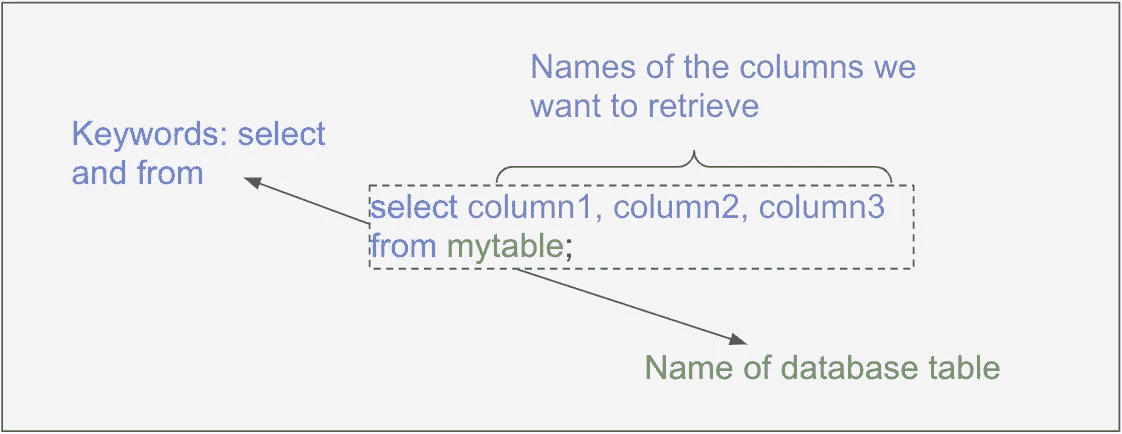 Names of the columns we
want to retrieve
Keywords: select
and from
select column1, column2, column3
from mytable;
Name of database table